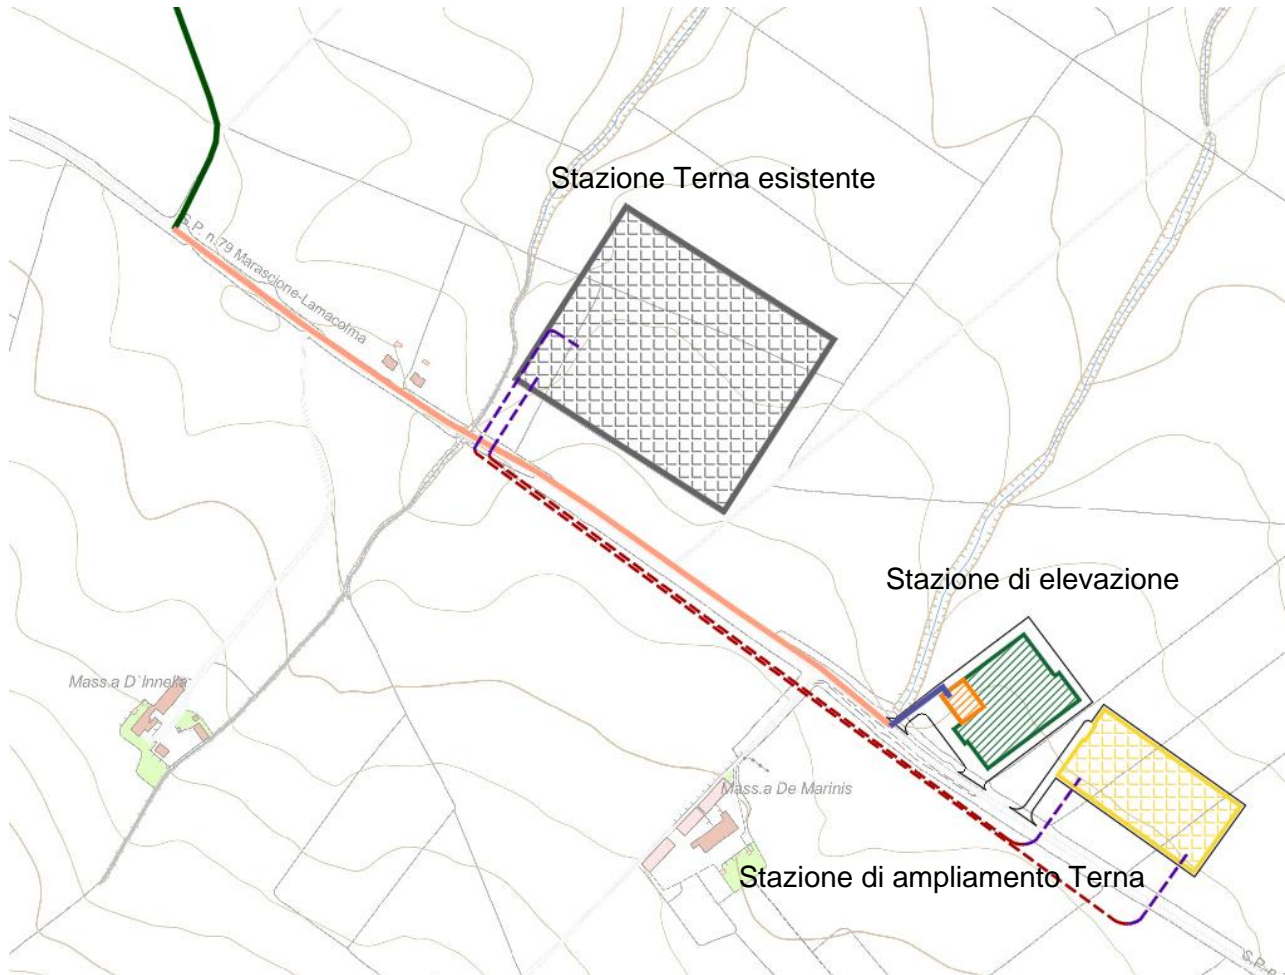 Stazione Terna esistente
S.P. n.79 Marascione-Lamacolma
Stazione di elevazione
Mass.a D'Innella
Mass.a De Marinis
Stazione di ampliamento Terna